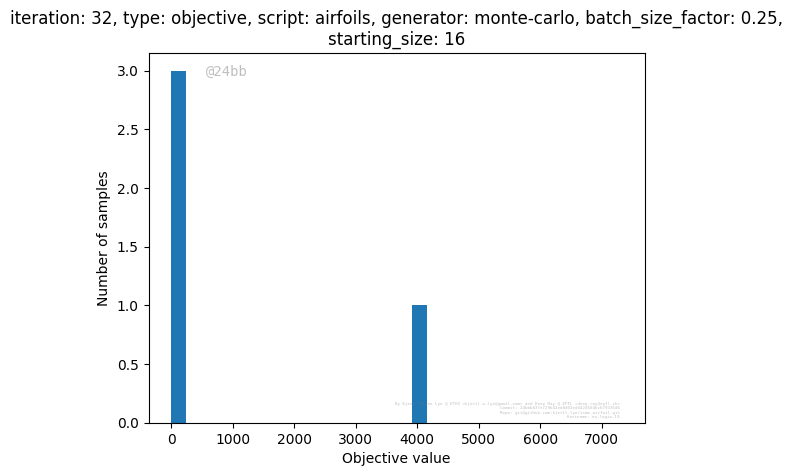 iteration: 32, type: objective, script: airfoils, generator: monte-carlo, batch_size_factor: 0.25,
starting_size: 16
@24bb
3.0
2.5
2.0
1.5
1.0
0.5
0.0
Number of samples
0 1000 2000 3000 4000 5000 6000 7000
Objective value